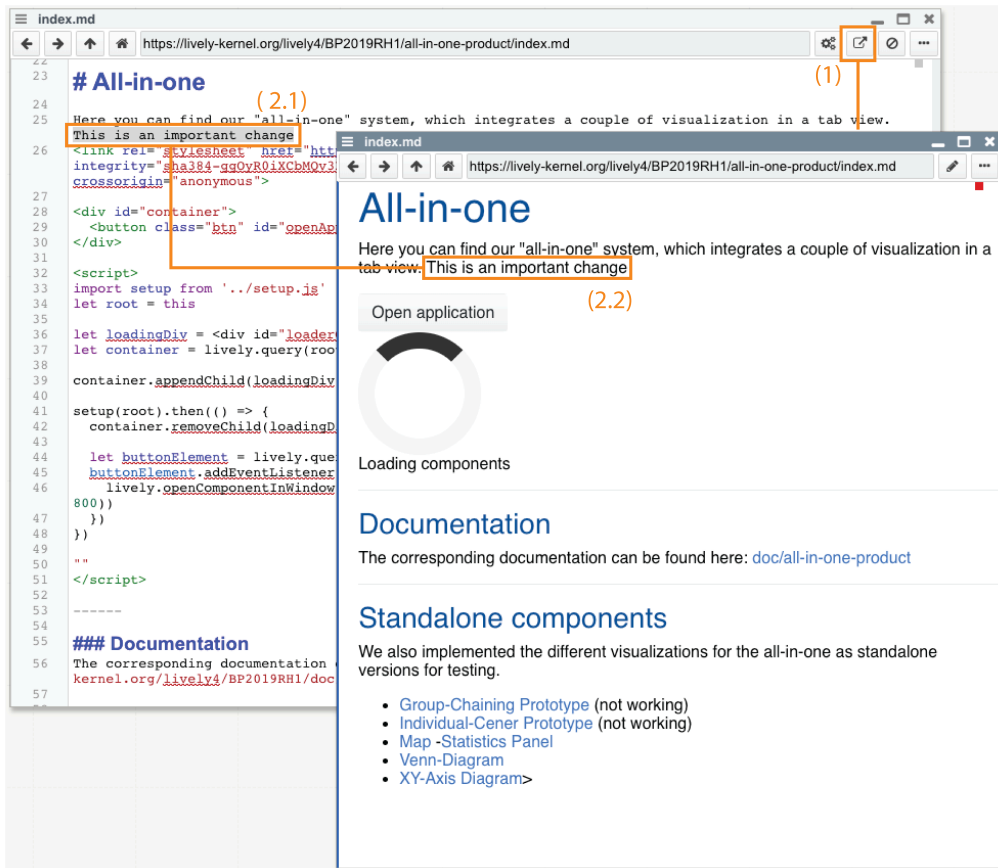 index.md
https://lively-kernel.org/lively4/BP2019RH1/all-in-one-product/index.md
(1)
22
23 # All-in-one
24
(2.1)
25 Here you can find our "all-in-one" system, which integrates a couple of visualization in a tab view.
This is an important change
26 <link rel="stylesheet" href="htt
integrity="sha384-ggOyR0iXCbMQv3
crossorigin="anonymous">
27
28 <div id="container">
29 <button class="btn" id="openAp
30 </div>
31
32 <script>
33 import setup from '../setup.js'
34 let root = this
35
36 let loadingDiv = <div id="loader
37 let container = lively.query(roo
38
39 container.appendChild(loadingDiv
40
41 setup(root).then(() => {
42 container.removeChild(loadingD
43
44 let buttonElement = lively.que
45 buttonElement.addEventListener
46 lively.openComponentInWindow
800))
47 })
48 })
49
50 ""
51 </script>
52
53 ------
54
55 ### Documentation
56 The corresponding documentation
kernel.org/lively4/BP2019RH1/doc
57
index.md
https://lively-kernel.org/lively4/BP2019RH1/all-in-one-product/index.md
All-in-one
Here you can find our "all-in-one" system, which integrates a couple of visualization in a
tab view. This is an important change
(2.2)
Open application
Loading components
Documentation
The corresponding documentation can be found here: doc/all-in-one-product
Standalone components
We also implemented the different visualizations for the all-in-one as standalone
versions for testing.
• Group-Chaining Prototype (not working)
• Individual-Cener Prototype (not working)
• Map -Statistics Panel
• Venn-Diagram
• XY-Axis Diagram>